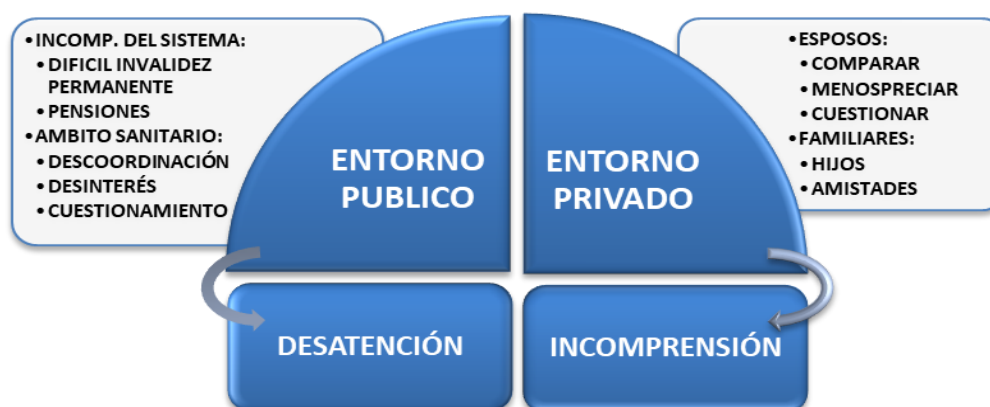 •INCOMP. DEL SISTEMA:
•DIFICIL INVALIDEZ
PERMANENTE
•PENSIONES
•AMBITO SANITARIO:
•DESCOORDINACIÓN
•DESINTERÉS
•CUESTIONAMIENTO
ENTORNO
PUBLICO
ENTORNO
PRIVADO
•ESPOSOS:
•COMPARAR
•MENOSPRECIAR
•CUESTIONAR
•FAMILIARES:
•HIJOS
•AMISTADES
DESATENCIÓN
INCOMPRENSIÓN